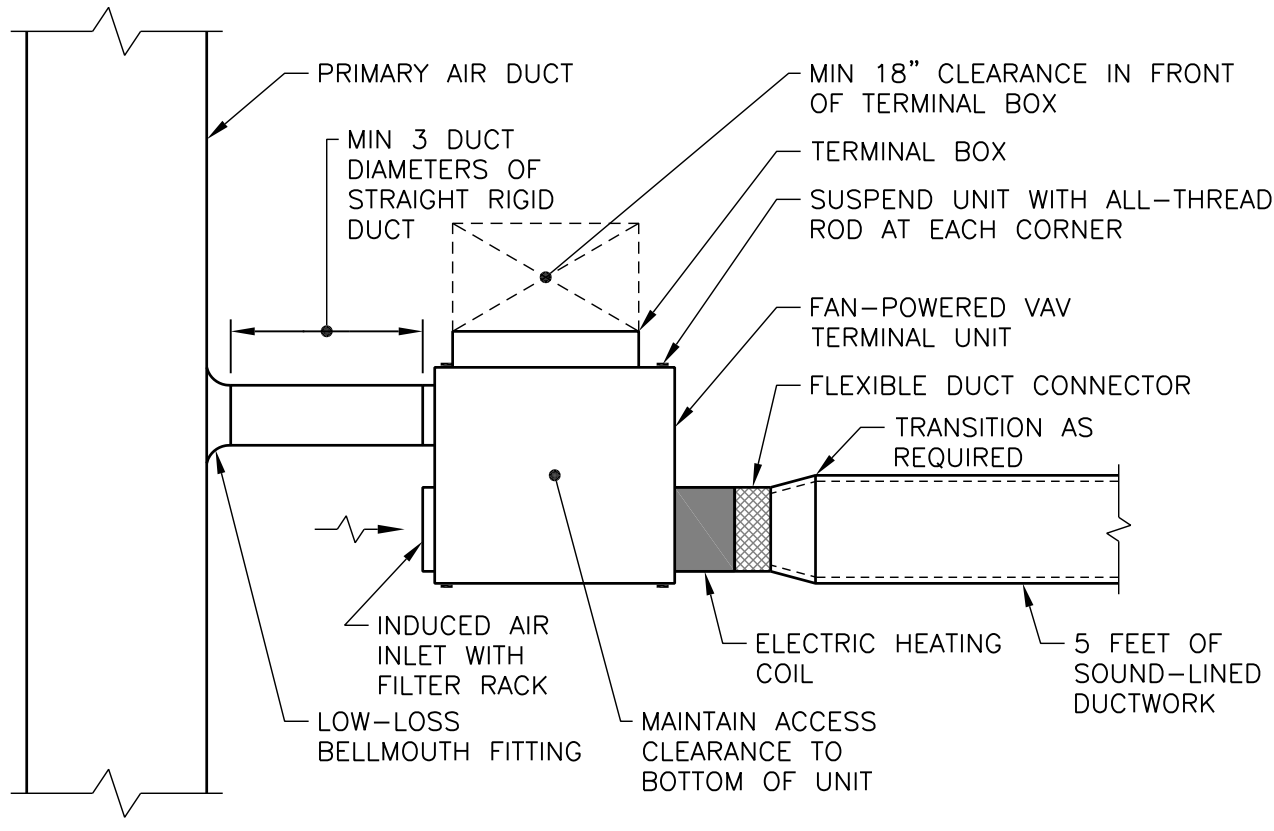 PRIMARY AIR DUCT
MIN 3 DUCT
DIAMETERS OF
STRAIGHT RIGID
DUCT
MIN 18” CLEARANCE IN FRONT
OF TERMINAL BOX
TERMINAL BOX
SUSPEND UNIT WITH ALL-THREAD
ROD AT EACH CORNER
FAN-POWERED VAV
TERMINAL UNIT
FLEXIBLE DUCT CONNECTOR
TRANSITION AS
REQUIRED
INDUCED AIR
INLET WITH
FILTER RACK
LOW-LOSS
BELLMOUTH FITTING
MAINTAIN ACCESS
CLEARANCE TO
BOTTOM OF UNIT
ELECTRIC HEATING
COIL
5 FEET OF
SOUND-LINED
DUCTWORK